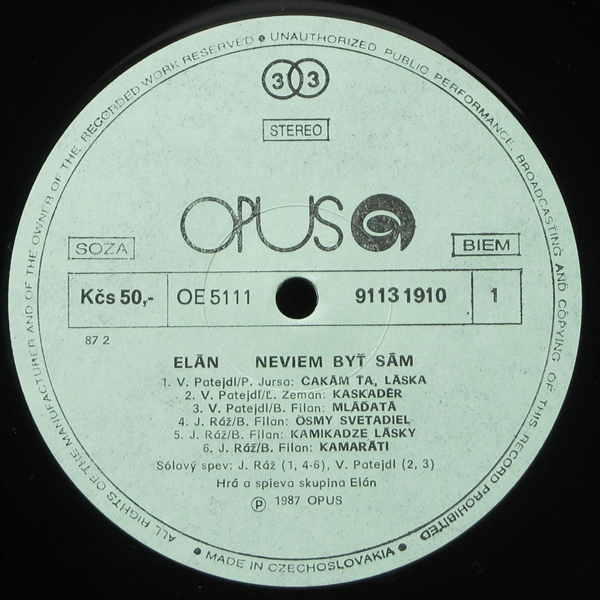 ALL RIGHTS OF THE MANUFACTURER AND OF THE OWNER OF THE RECORDED WORK RESERVED • UNAUTHORIZED PUBLIC PERFORMANCE, BROADCASTING AND COPYING OF THIS RECORD PROHIBITED
33
STEREO
OPUS
SOZA
BIEM
Kčs 50,- OE 5111 9113 1910 1
87 2
ELÁN NEVIEM BYŤ SÁM
1. V. Patejdl/P. Jursa: ČAKÁM ŤA, LÁSKA
2. V. Patejdl/Ľ. Zeman: KASKADÉR
3. V. Patejdl/B. Filan: MLÁĎATÁ
4. J. Ráž/B. Filan: ÔSMY SVETADIEL
5. J. Ráž/B. Filan: KAMIKADZE LÁSKY
6. J. Ráž/B. Filan: KAMARÁTI
Sólový spev: J. Ráž (1, 4-6), V. Patejdl (2, 3)
Hrá a spieva skupina Elán
Ⓟ 1987 OPUS
• MADE IN CZECHOSLOVAKIA •